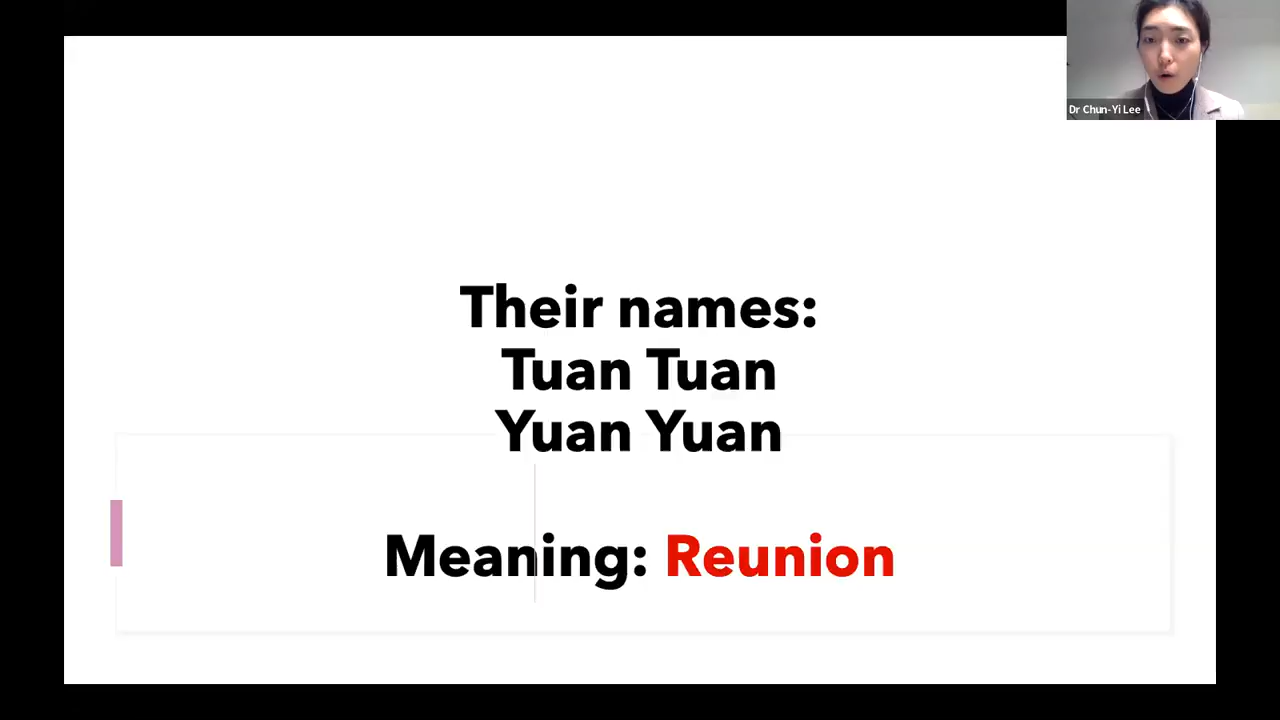 Dr Chun-Yi Lee
Their names:
Tuan Tuan
Yuan Yuan
Meaning: Reunion